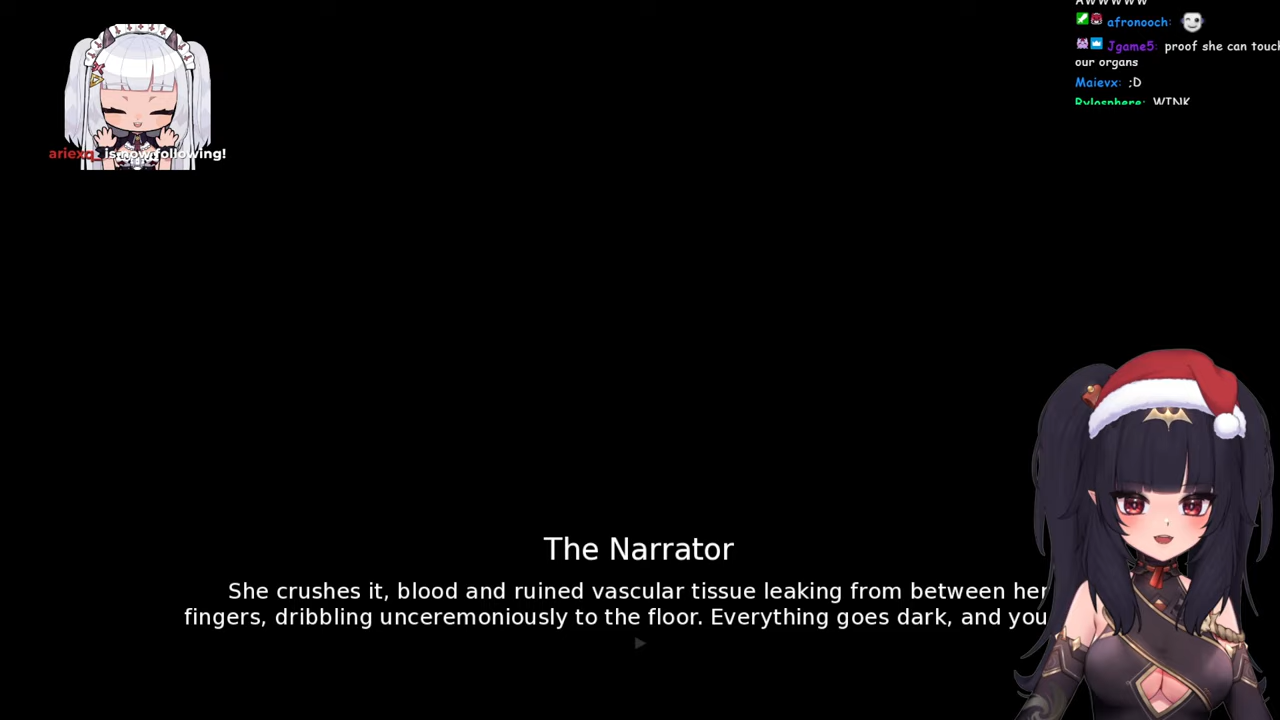 afronooch:
Jgame5: proof she can touch
our organs
Maievx: ;D
Rylosphere: WINK
ariexq_ is now following!
The Narrator
She crushes it, blood and ruined vascular tissue leaking from between her
fingers, dribbling unceremoniously to the floor. Everything goes dark, and you